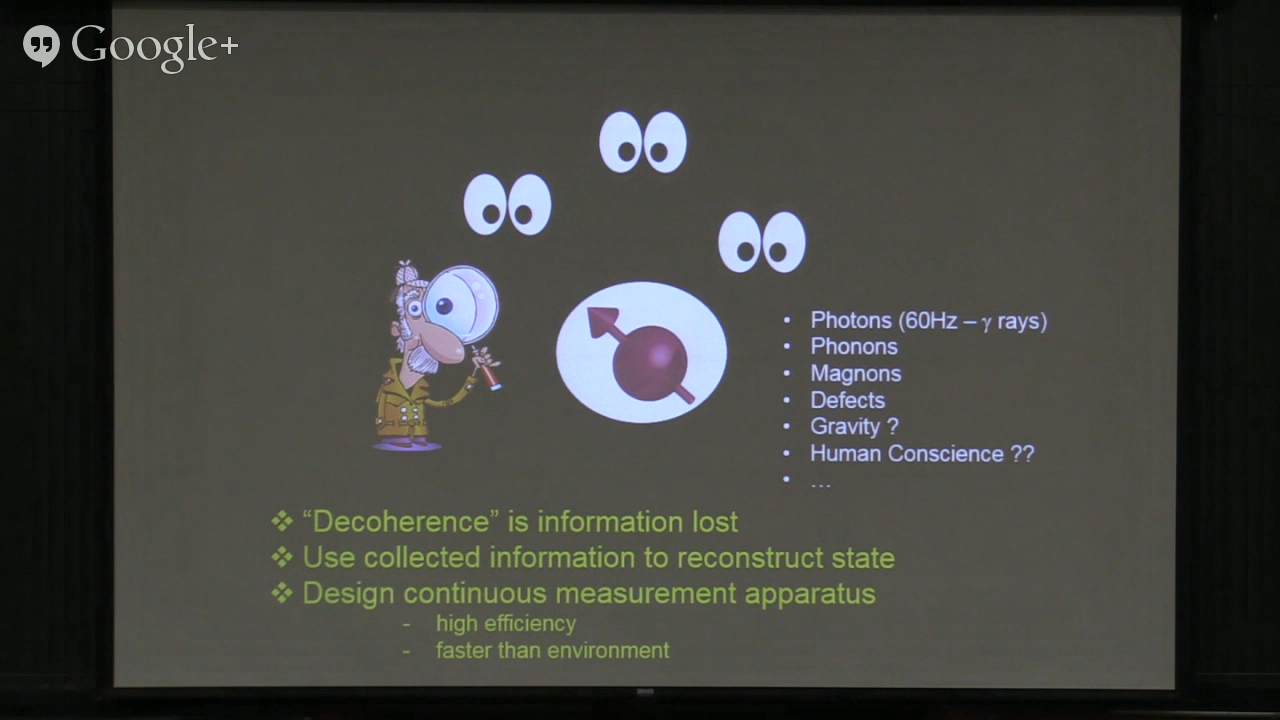 Google+
• Photons (60Hz – γ rays)
• Phonons
• Magnons
• Defects
• Gravity ?
• Human Conscience ??
• ...
❖ “Decoherence” is information lost
❖ Use collected information to reconstruct state
❖ Design continuous measurement apparatus
- high efficiency
- faster than environment